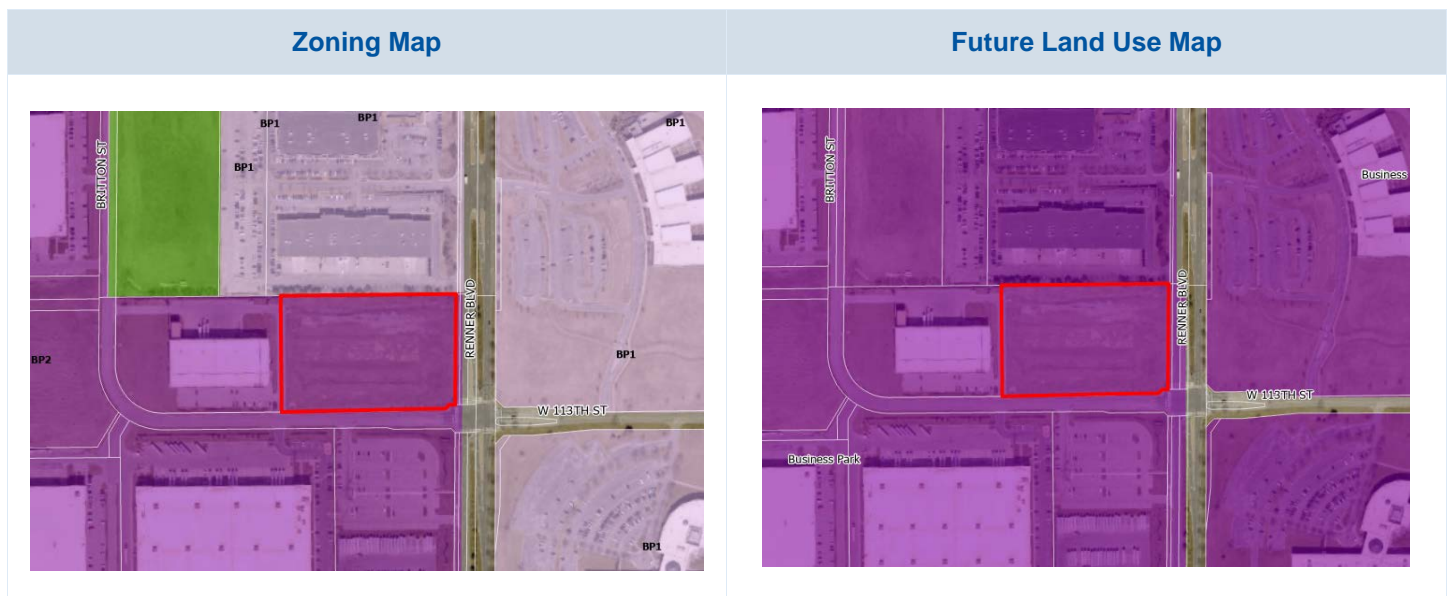 Zoning Map
Future Land Use Map
BP1
BP1
BP1
BP1
BRITTON ST
RENNER BLVD
BP2
BP1
W 113TH ST
BP1
BRITTON ST
Business
RENNER BLVD
W 113TH ST
Business Park